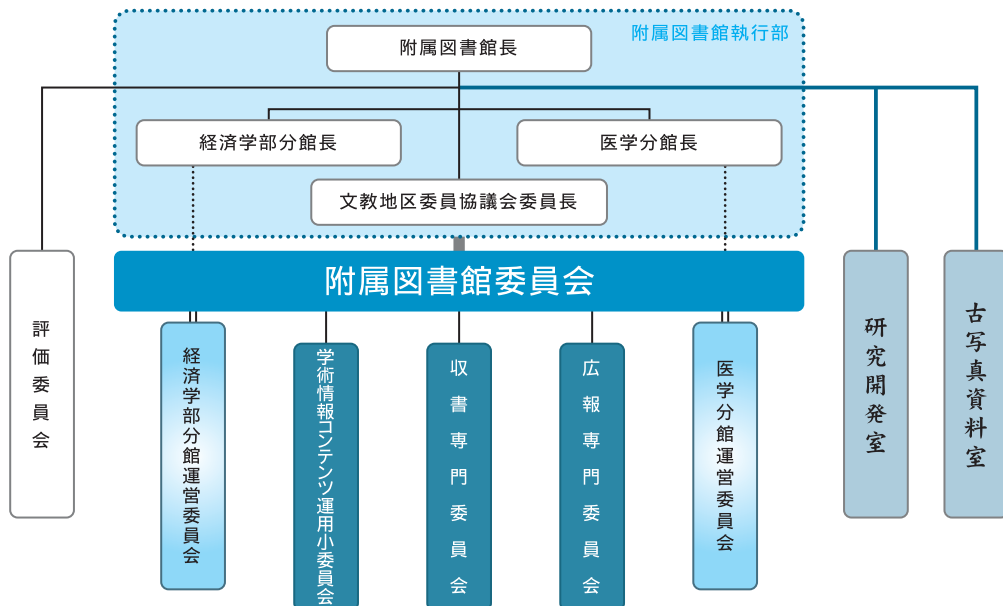 附属図書館執行部
附属図書館長
経済学部分館長
医学分館長
文教地区委員協議会委員長
附属図書館委員会
評価委員会
経済学部分館運営委員会
学術情報コンテンツ運用小委員会
収書専門委員会
広報専門委員会
医学分館運営委員会
研究開発室
古写真資料室